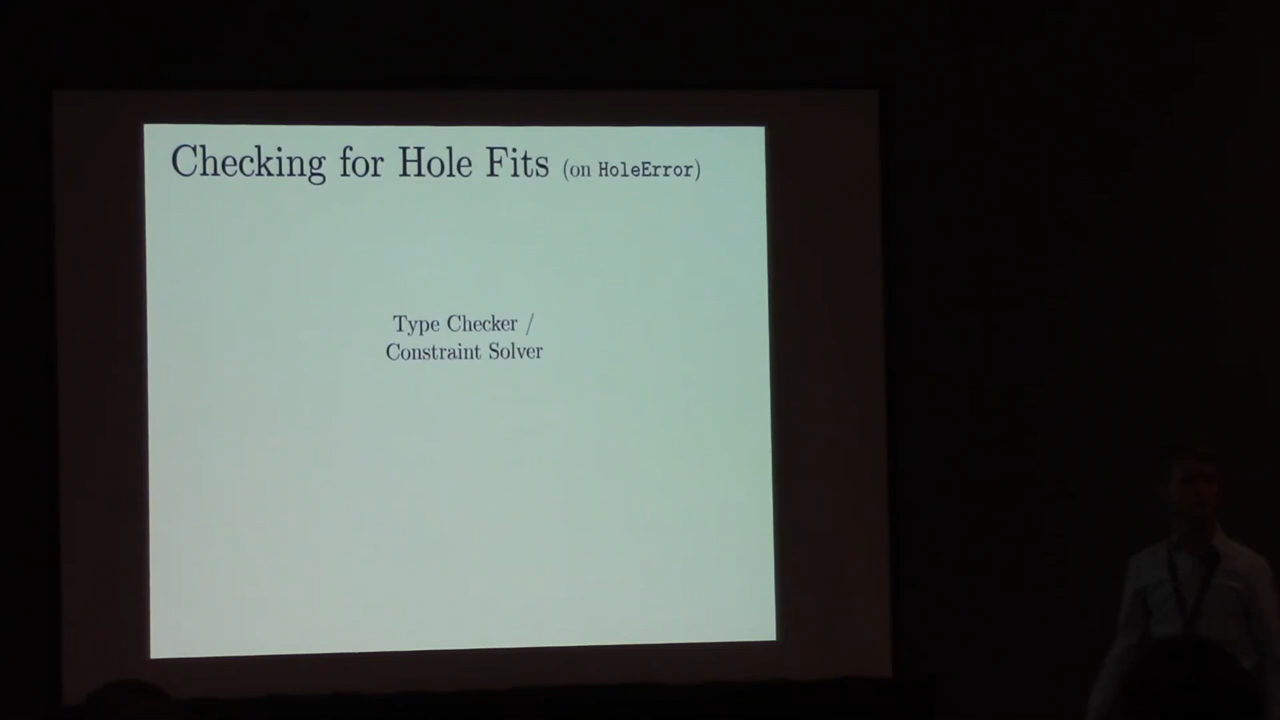 Checking for Hole Fits (on HoleError)
Type Checker /
Constraint Solver